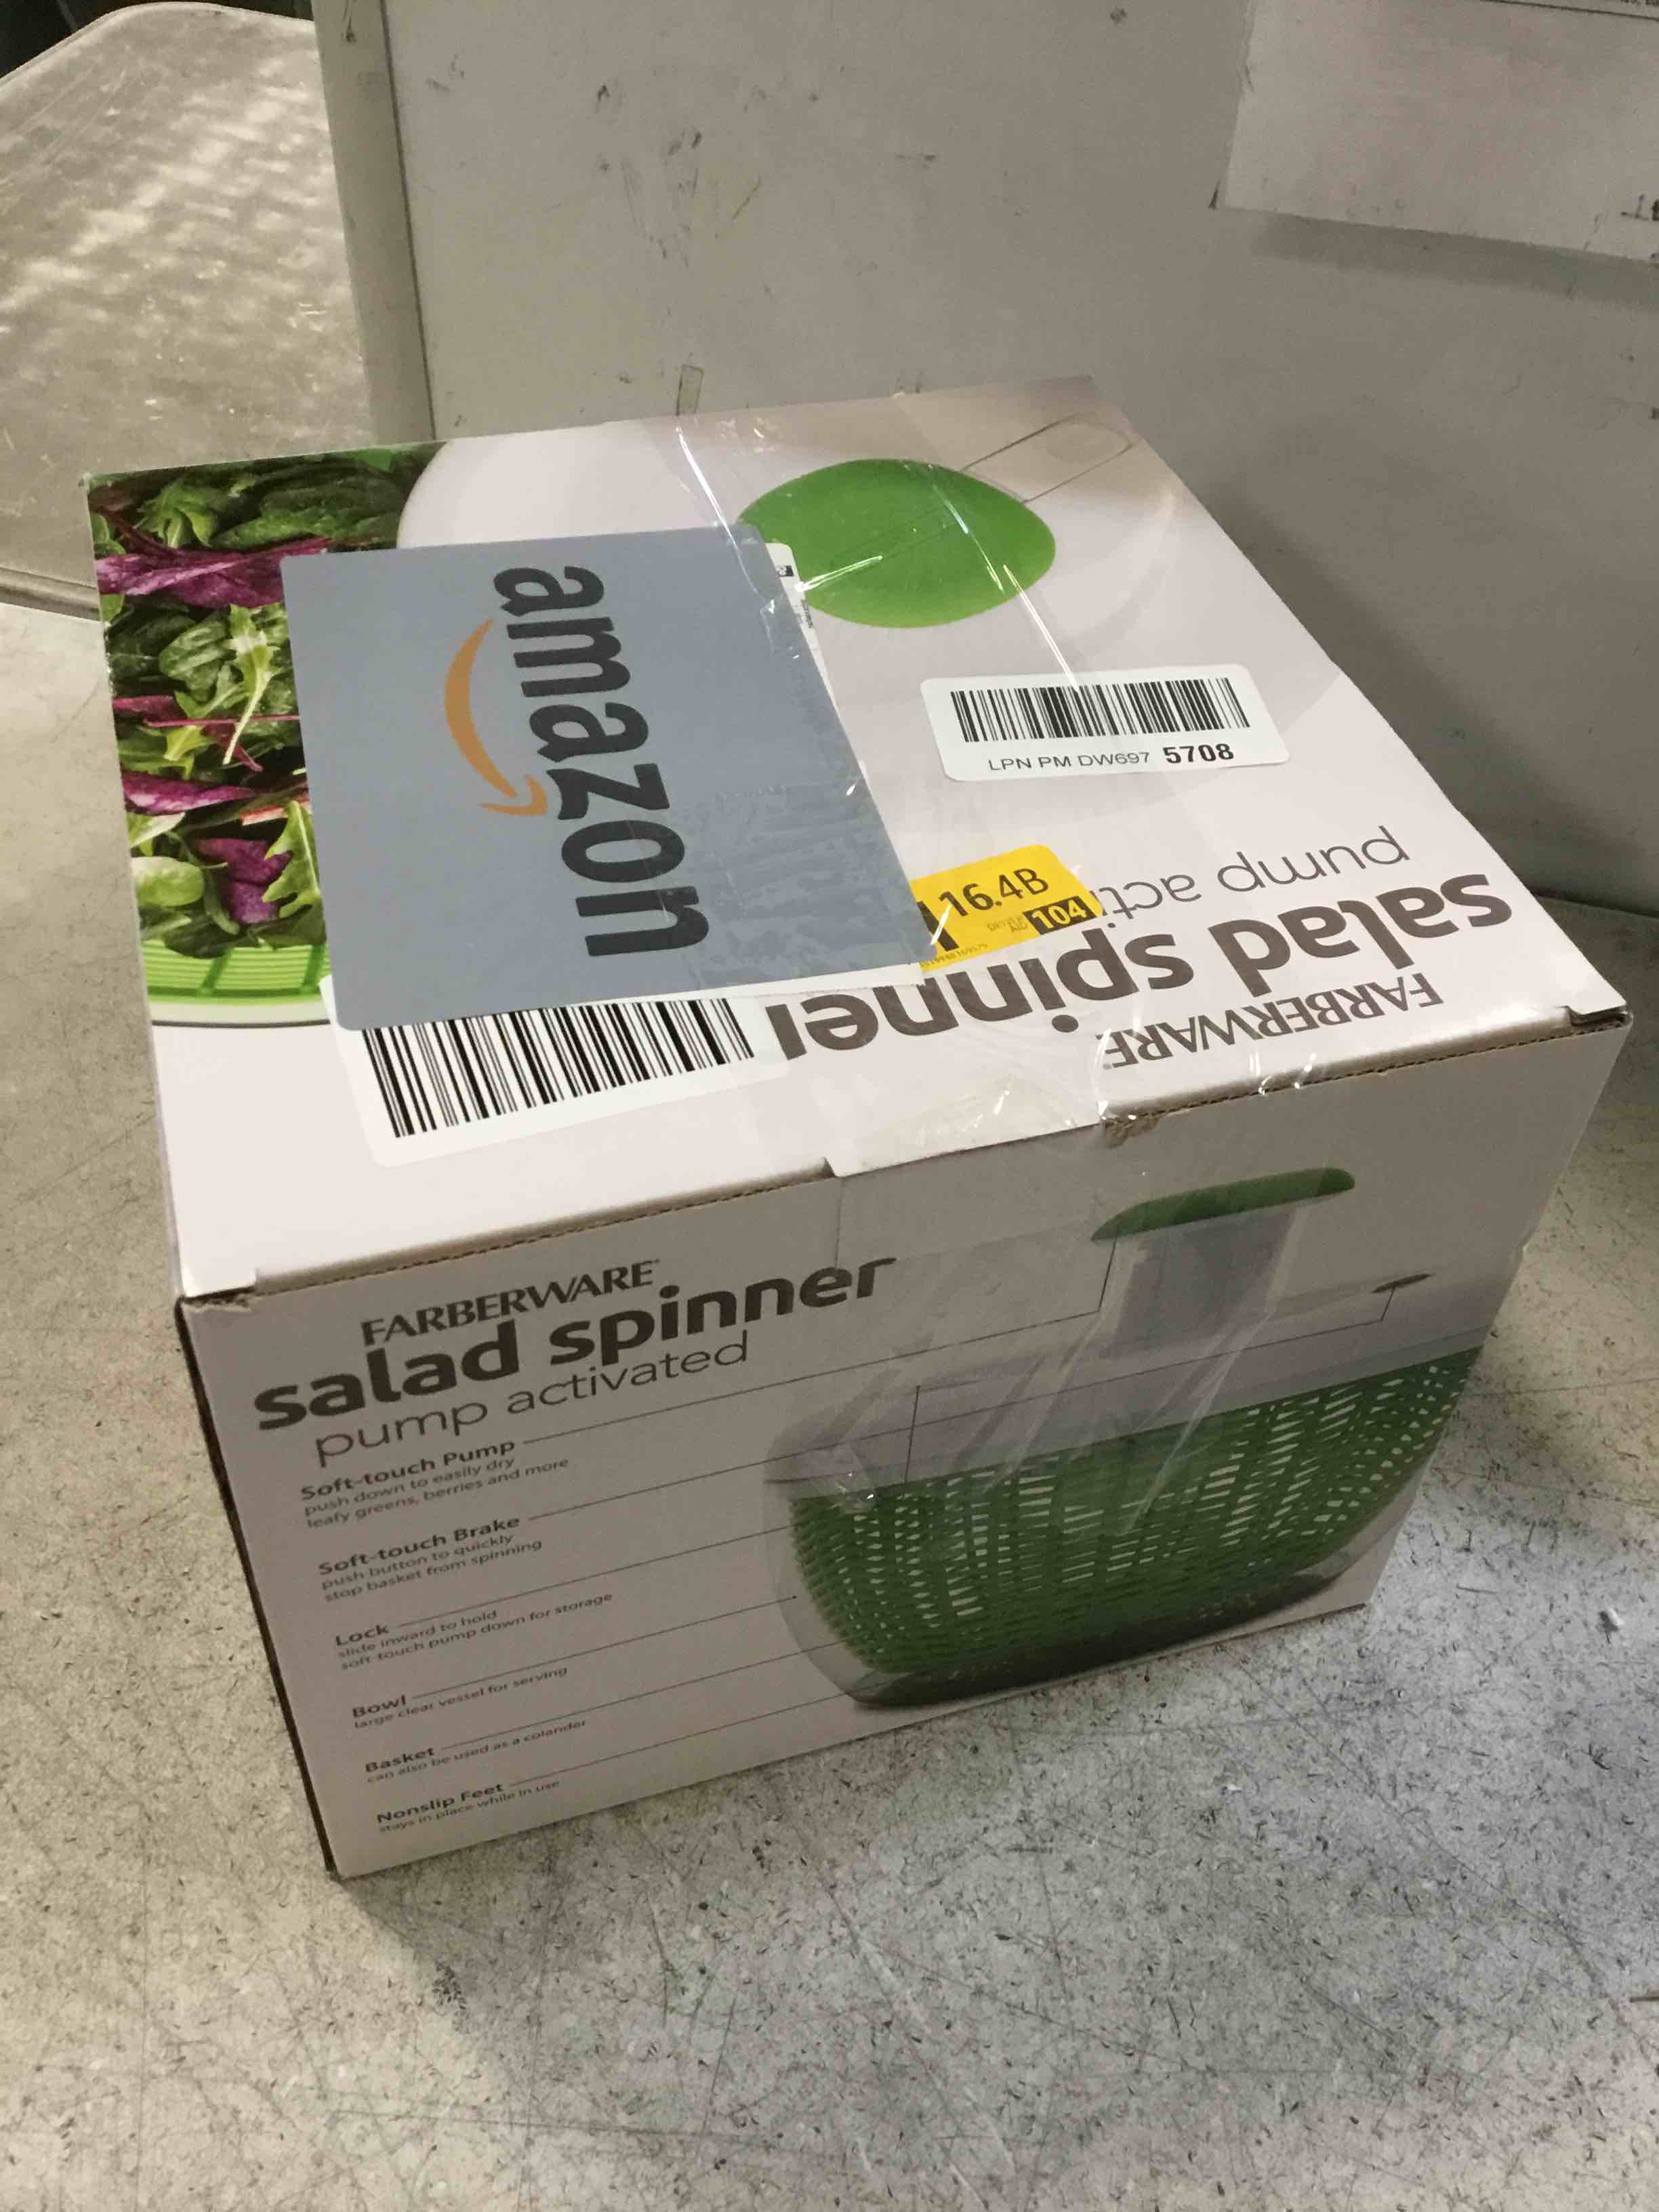 amazon
LPN PM DW697 5708
16.4B
104
pump acti
salad spinner
FARBERWARE
FARBERWARE
salad spinner
pump activated
Soft-touch Pump
push down to easily dry
leafy greens, berries and more
Soft-touch Brake
push button to quickly
stop basket from spinning
Lock
slide inward to hold
soft-touch pump down for storage
Bowl
large clear vessel for serving
Basket
can also be used as a colander
Nonslip Feet
stays in place while in use